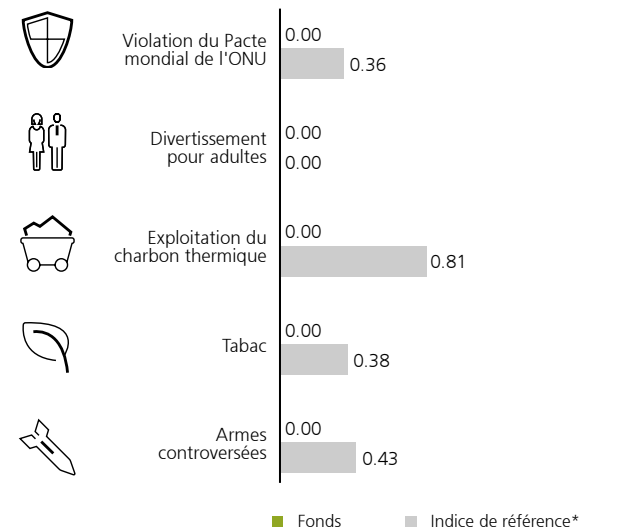 0.00
Violation du Pacte
mondial de l'ONU
0.36
0.00
Divertissement
pour adultes
0.00
0.00
Exploitation du
charbon thermique
0.81
0.00
Tabac
0.38
0.00
Armes
controversées
0.43
Fonds
Indice de référence*